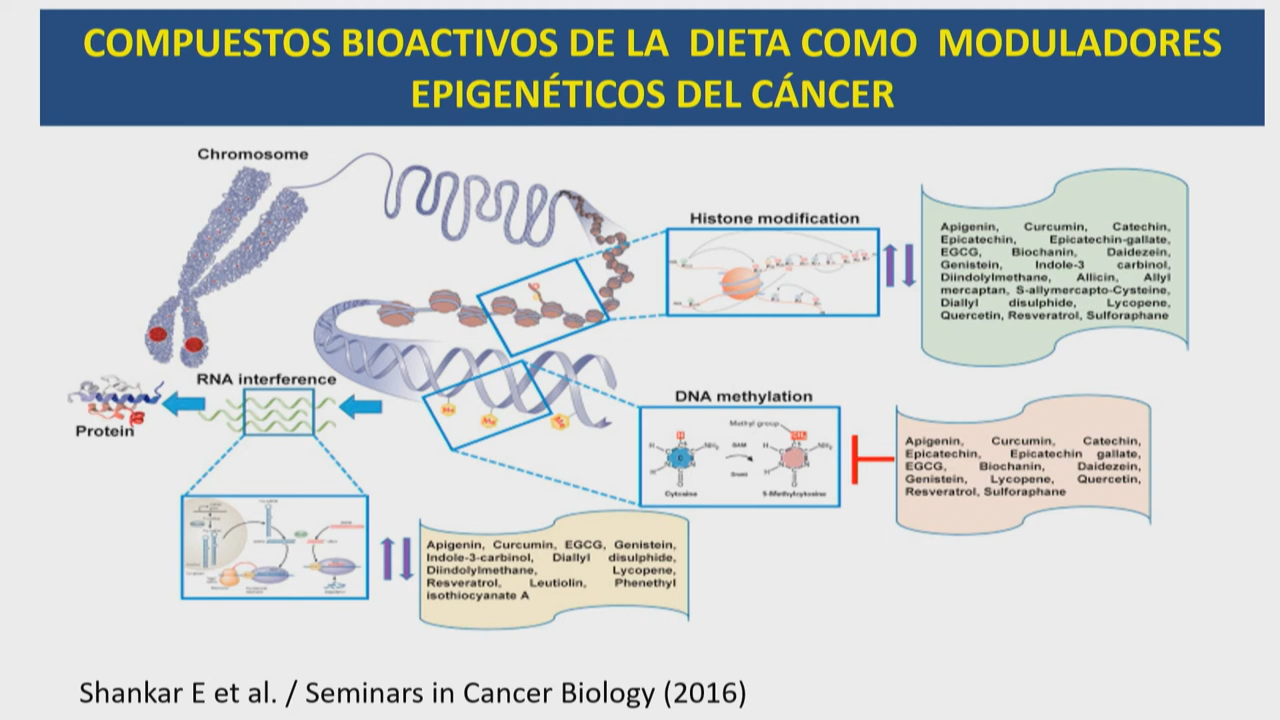 COMPUESTOS BIOACTIVOS DE LA DIETA COMO MODULADORES
EPIGENÉTICOS DEL CÁNCER
Chromosome
Histone modification
Apigenin, Curcumin, Catechin,
Epicatechin, Epicatechin-gallate,
EGCG, Biochanin, Daidezein,
Genistein, Indole-3 carbinol,
Diindolylmethane, Allicin, Allyl
mercaptan, S-allymercapto-Cysteine,
Diallyl disulphide, Lycopene,
Quercetin, Resveratrol, Sulforaphane
RNA interference
Protein
Me
Me
DNA methylation
Methyl group
Cytosine
5-Methylcytosine
Apigenin, Curcumin, Catechin,
Epicatechin, Epicatechin gallate,
EGCG, Biochanin, Daidezein,
Genistein, Lycopene, Quercetin,
Resveratrol, Sulforaphane
Apigenin, Curcumin, EGCG, Genistein,
Indole-3-carbinol, Diallyl disulphide,
Diindolylmethane, Lycopene,
Resveratrol, Leutiolin, Phenethyl
isothiocyanate A
Shankar E et al. / Seminars in Cancer Biology (2016)